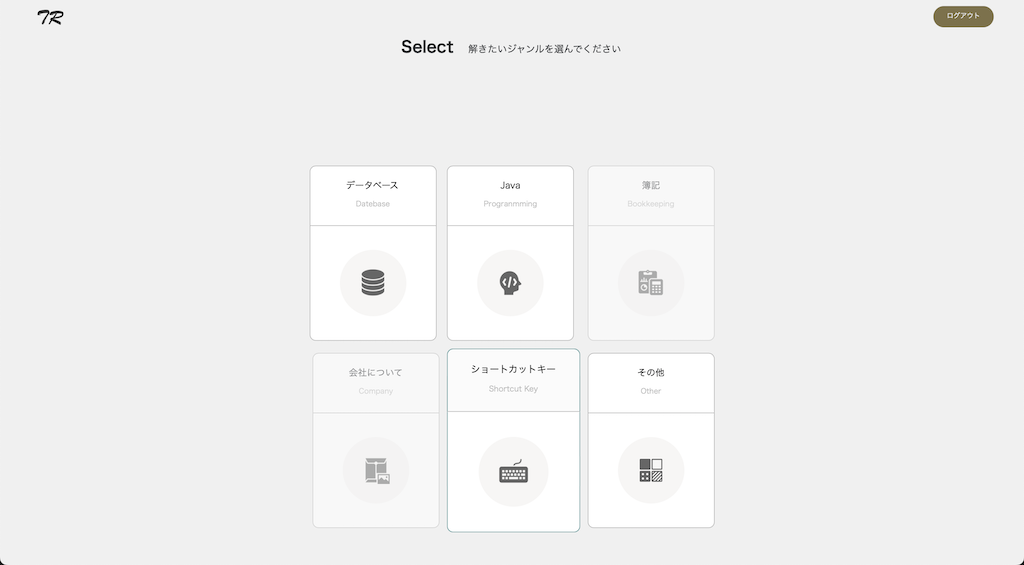 TR
ログアウト
Select 解きたいジャンルを選んでください
データベース
Datebase
Java
Progranmming
簿記
Bookkeeping
会社について
Company
ショートカットキー
Shortcut Key
その他
Other